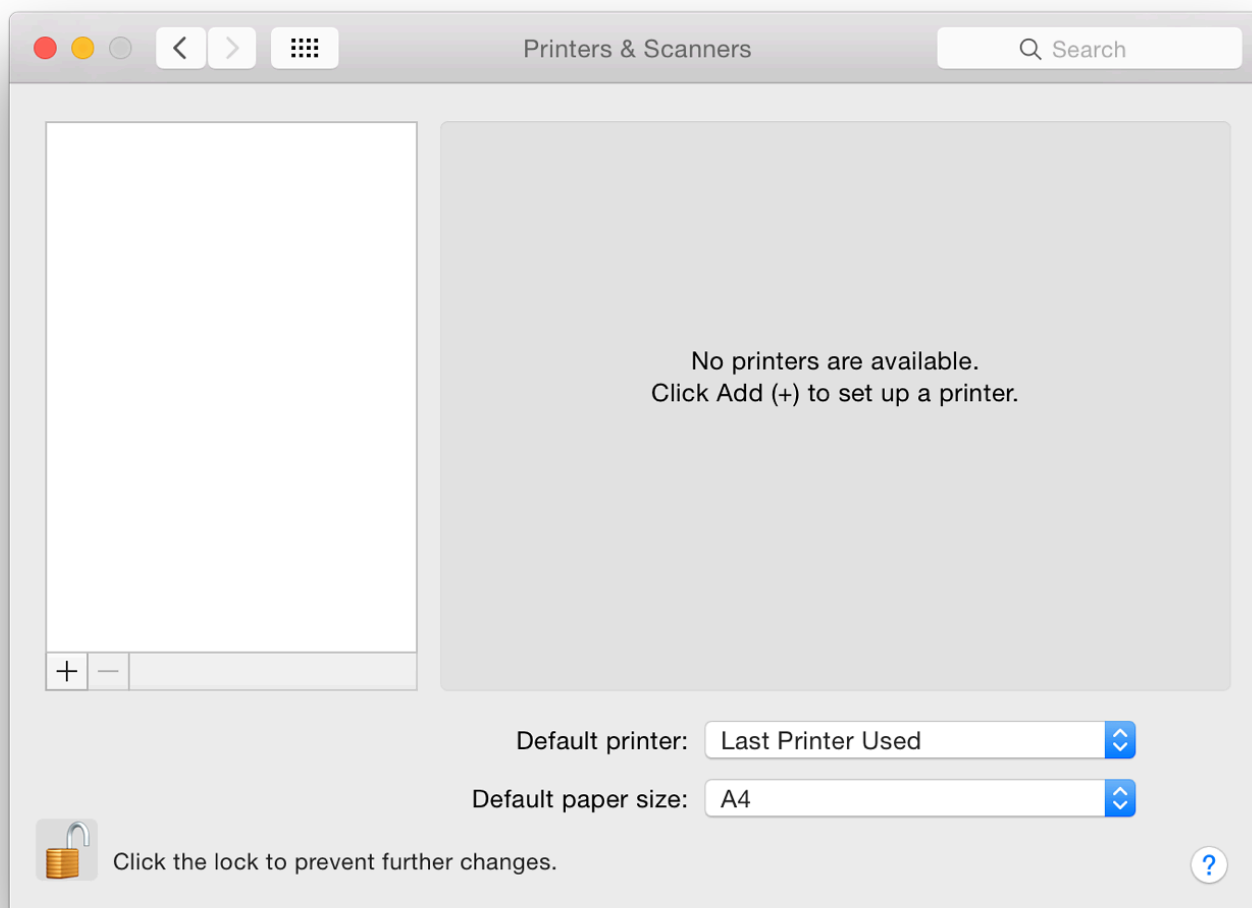 Printers & Scanners
Search
No printers are available.
Click Add (+) to set up a printer.
Default printer: Last Printer Used
Default paper size: A4
Click the lock to prevent further changes.
?